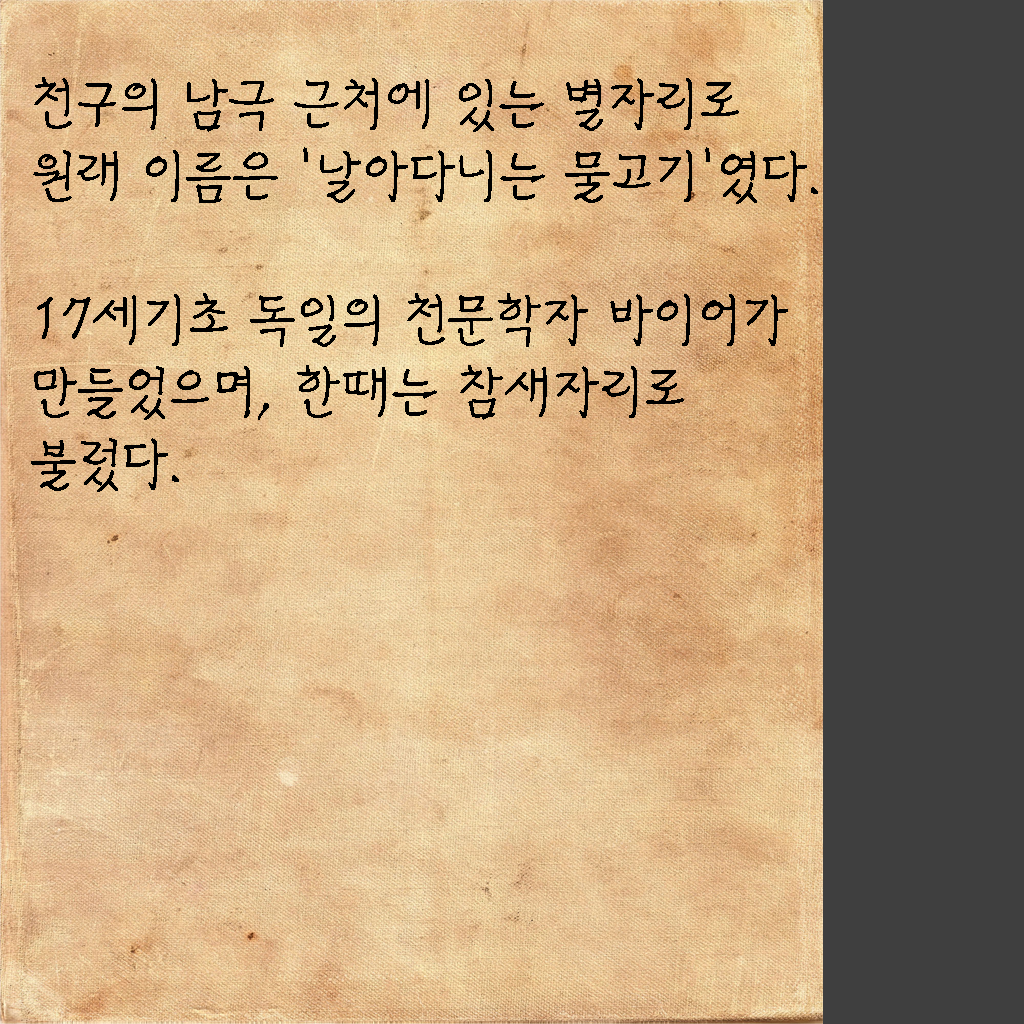 천구의 남극 근처에 있는 별자리로
원래 이름은 '날아다니는 물고기'였다.
17세기초 독일의 천문학자 바이어가
만들었으며, 한때는 참새자리로
불렀다.